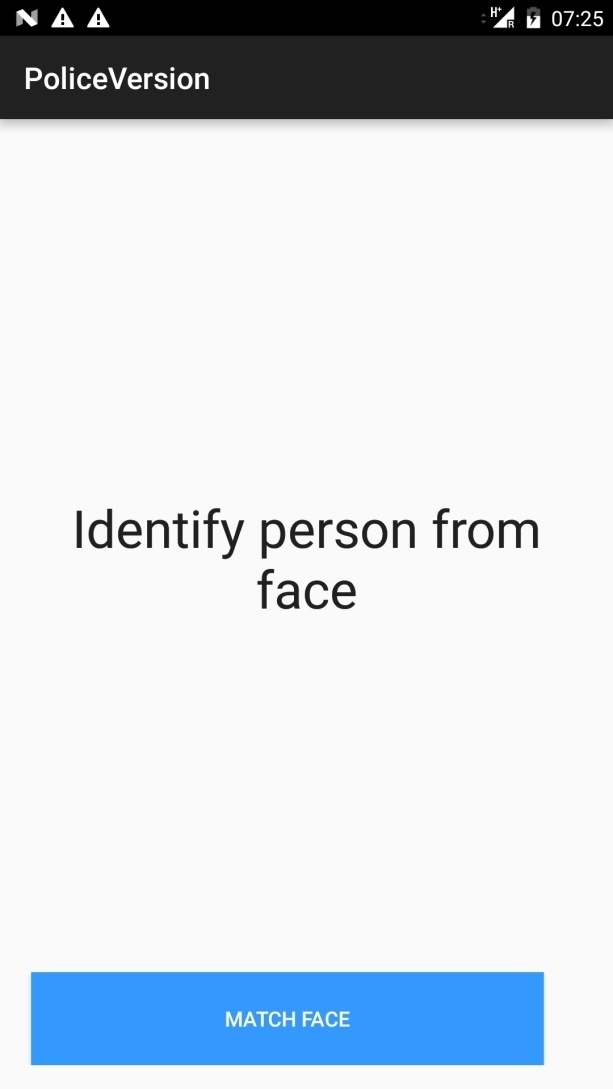 07:25
PoliceVersion
Identify person from
face
MATCH FACE